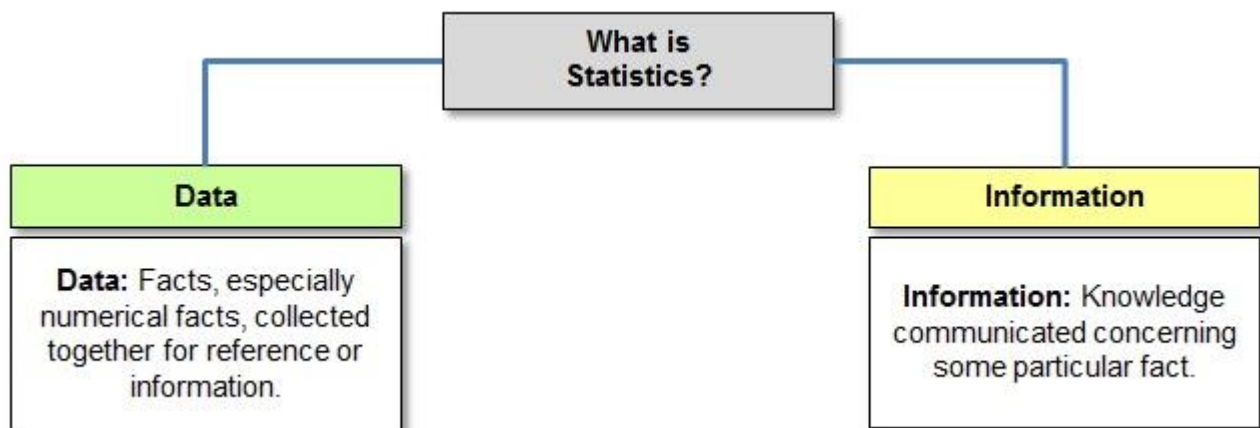 What is
Statistics?
Data
Data: Facts, especially
numerical facts, collected
together for reference or
information.
Information
Information: Knowledge
communicated concerning
some particular fact.